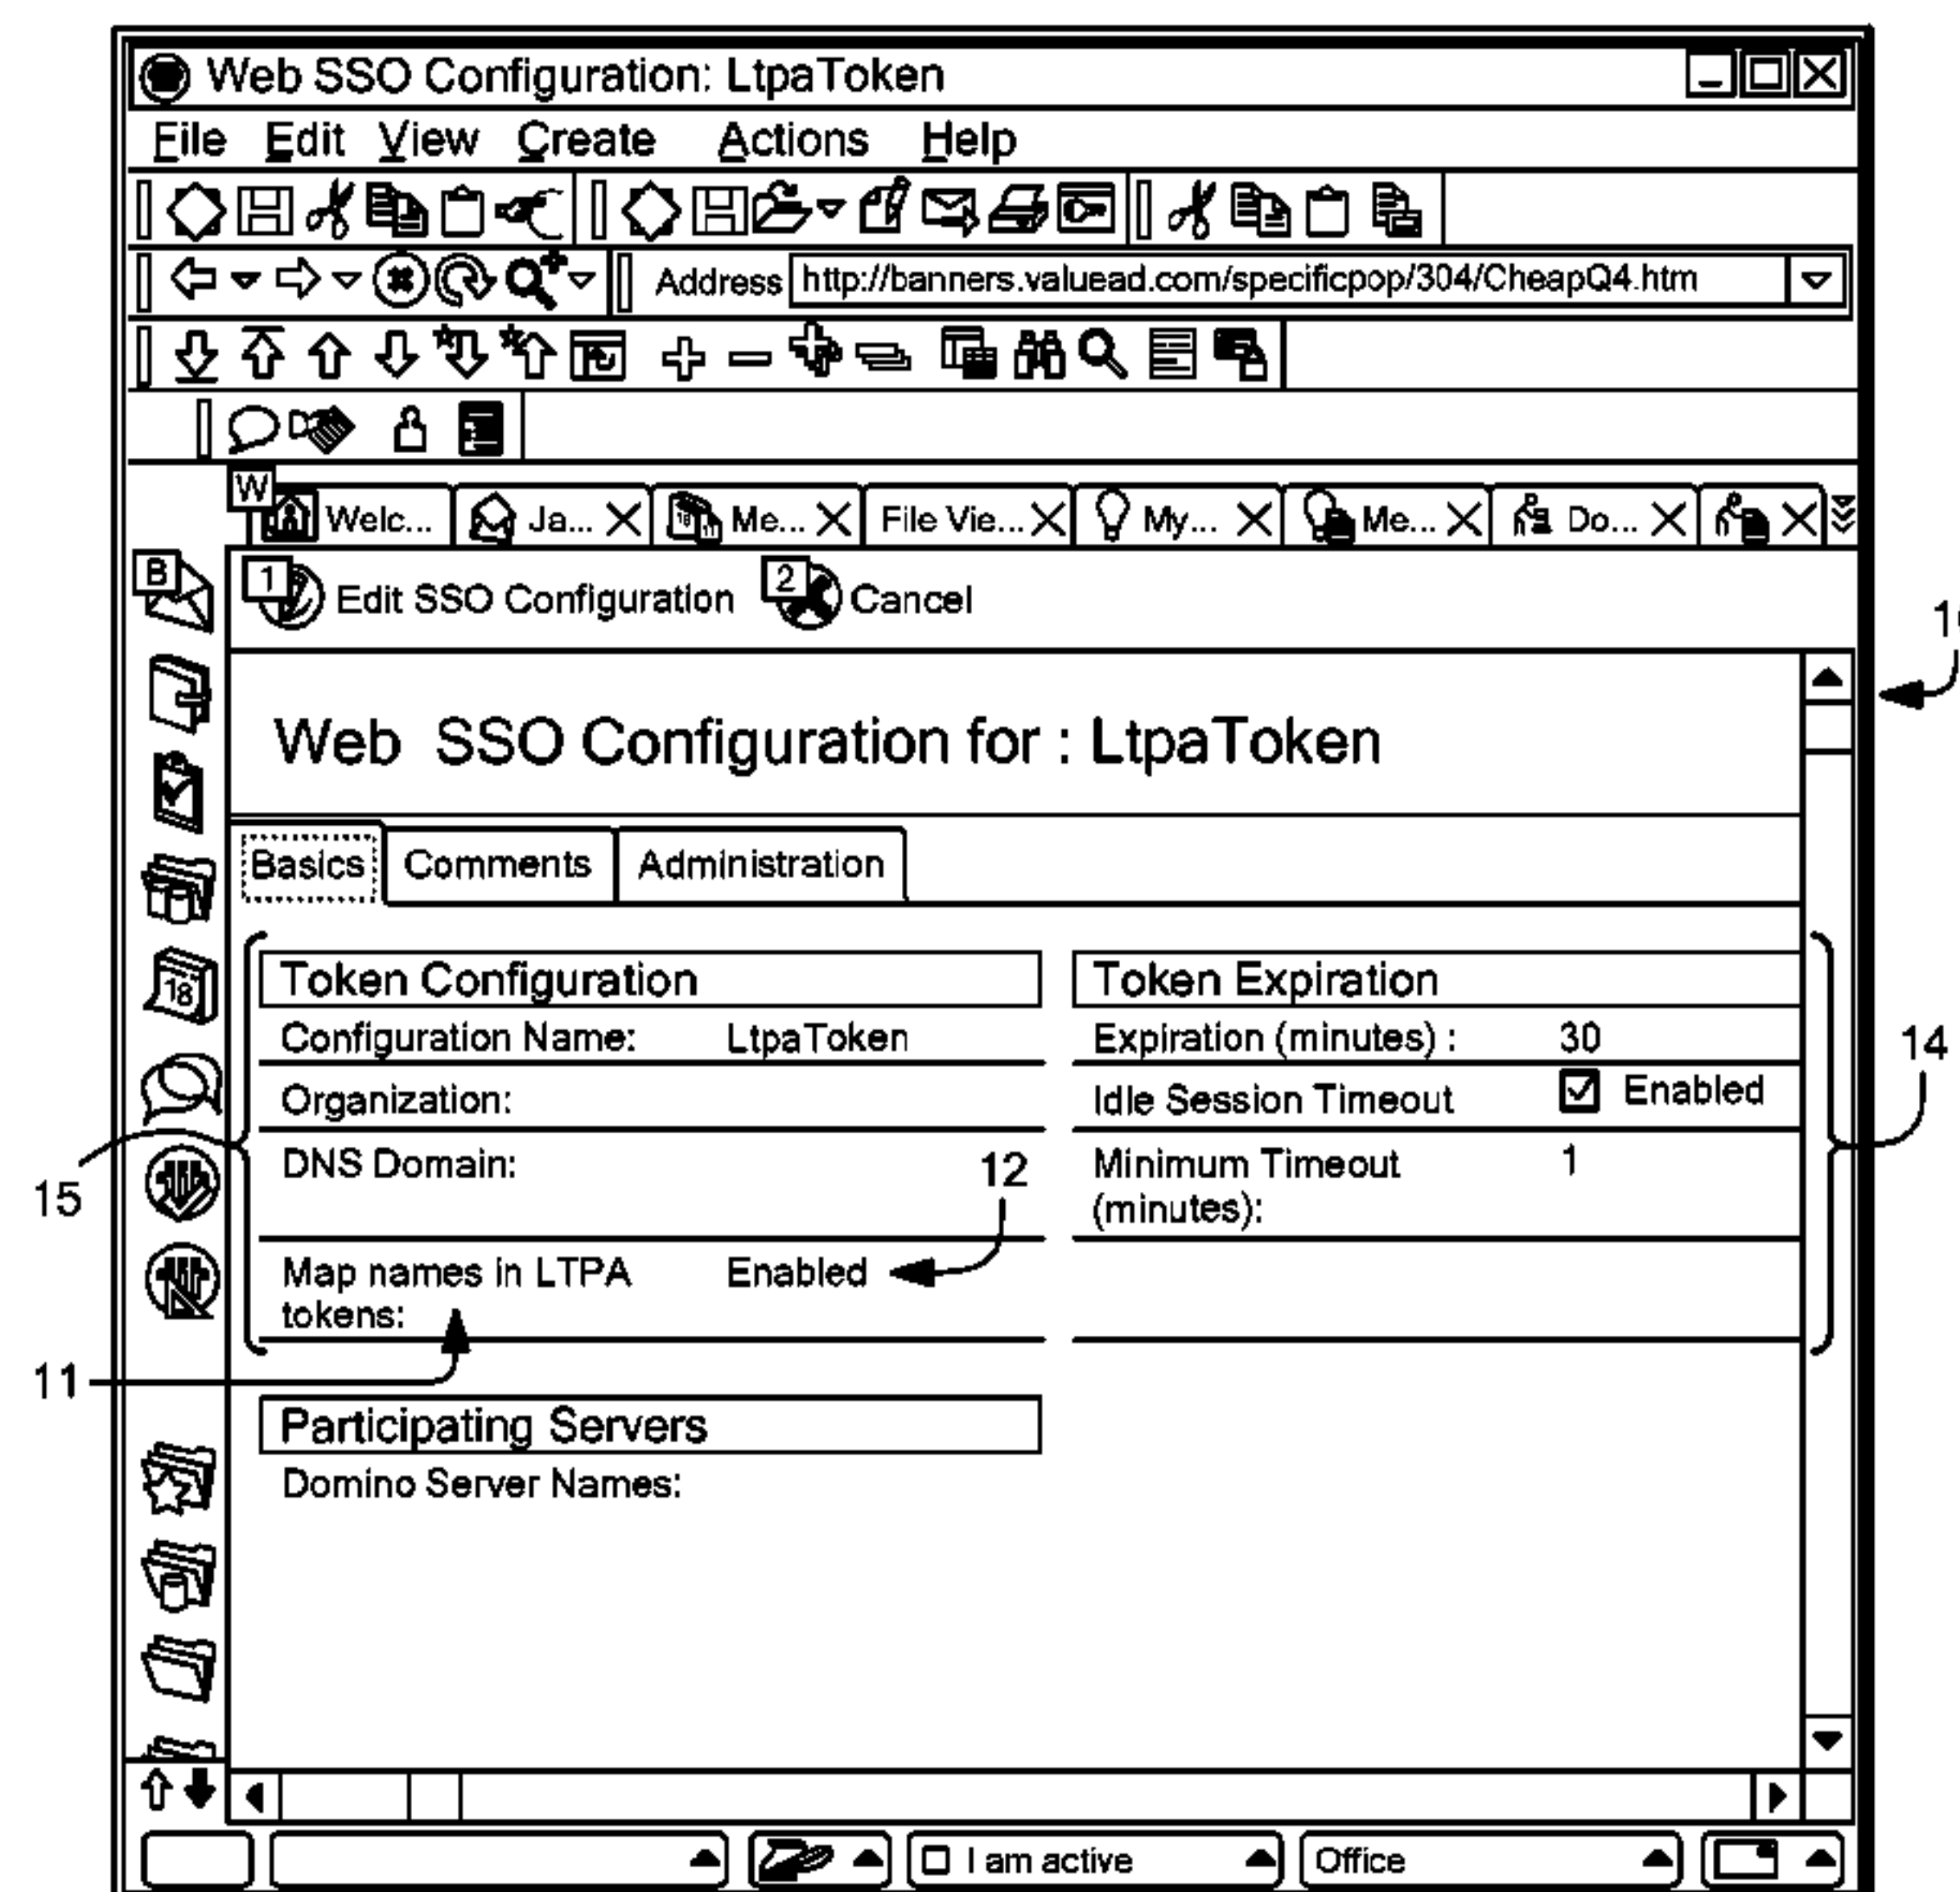 Web SSO Configuration: LtpaToken
File Edit View Create Actions Help
Address http://banners.valuead.com/specificpop/304/CheapQ4.htm
W
Welc... Ja... Me... File Vie... My... Me... Do...
B
1 Edit SSO Configuration 2 Cancel
Web SSO Configuration for : LtpaToken
Basics Comments Administration
Token Configuration Token Expiration
Configuration Name: LtpaToken Expiration (minutes) : 30
Organization: Idle Session Timeout Enabled
DNS Domain: Minimum Timeout 1
(minutes):
Map names in LTPA Enabled
tokens:
Participating Servers
Domino Server Names:
18
14
15
12
11
I am active Office